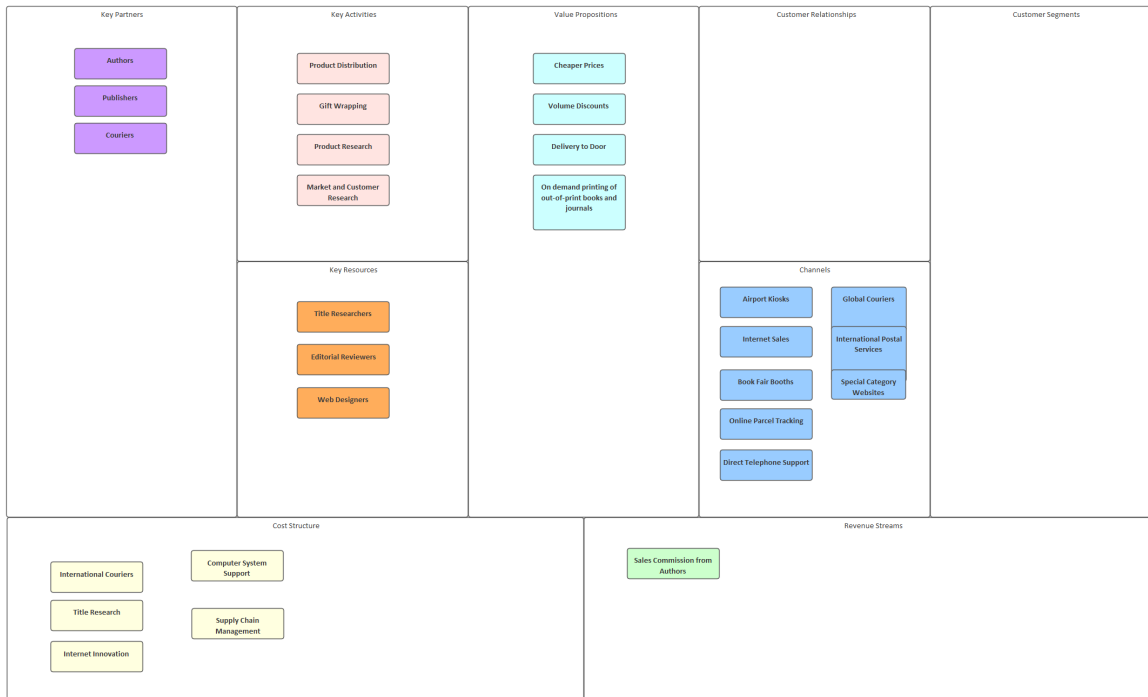 Key Partners
Authors
Publishers
Couriers
Key Activities
Product Distribution
Gift Wrapping
Product Research
Market and Customer
Research
Key Resources
Title Researchers
Editorial Reviewers
Web Designers
Value Propositions
Cheaper Prices
Volume Discounts
Delivery to Door
On demand printing of
out-of-print books and
journals
Customer Relationships
Channels
Airport Kiosks
Internet Sales
Book Fair Booths
Online Parcel Tracking
Direct Telephone Support
Global Couriers
International Postal
Services
Special Category
Websites
Customer Segments
Cost Structure
International Couriers
Title Research
Internet Innovation
Computer System
Support
Supply Chain
Management
Revenue Streams
Sales Commission from
Authors